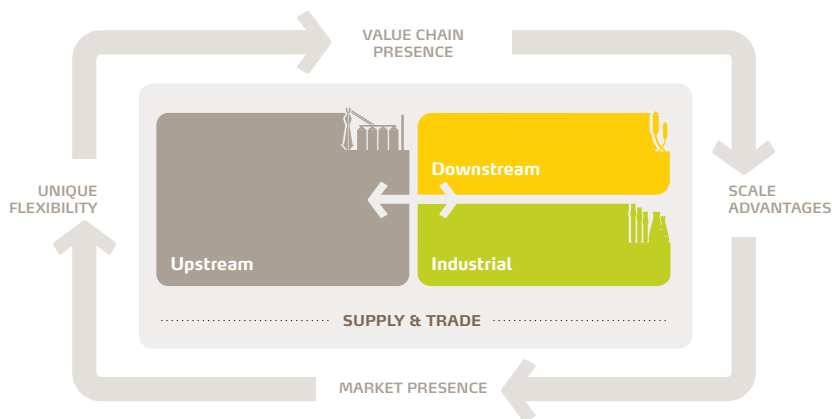 VALUE CHAIN
PRESENCE
Downstream
UNIQUE
FLEXIBILITY
SCALE
ADVANTAGES
Upstream
Industrial
SUPPLY & TRADE
MARKET PRESENCE